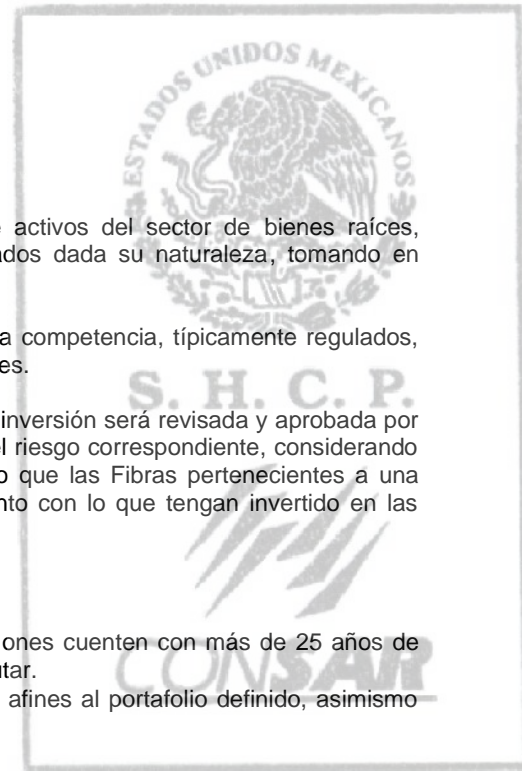 ESTADOS UNIDOS MEXICANOS
activos del sector de bienes raíces,
dada su naturaleza, tomando en
a competencia, típicamente regulados,
es.
S. H. C. P.
inversión será revisada y aprobada por
el riesgo correspondiente, considerando
o que las Fibras pertenecientes a una
nto con lo que tengan invertido en las
ones cuenten con más de 25 años de
utar.
CONSAR
afines al portafolio definido, asimismo